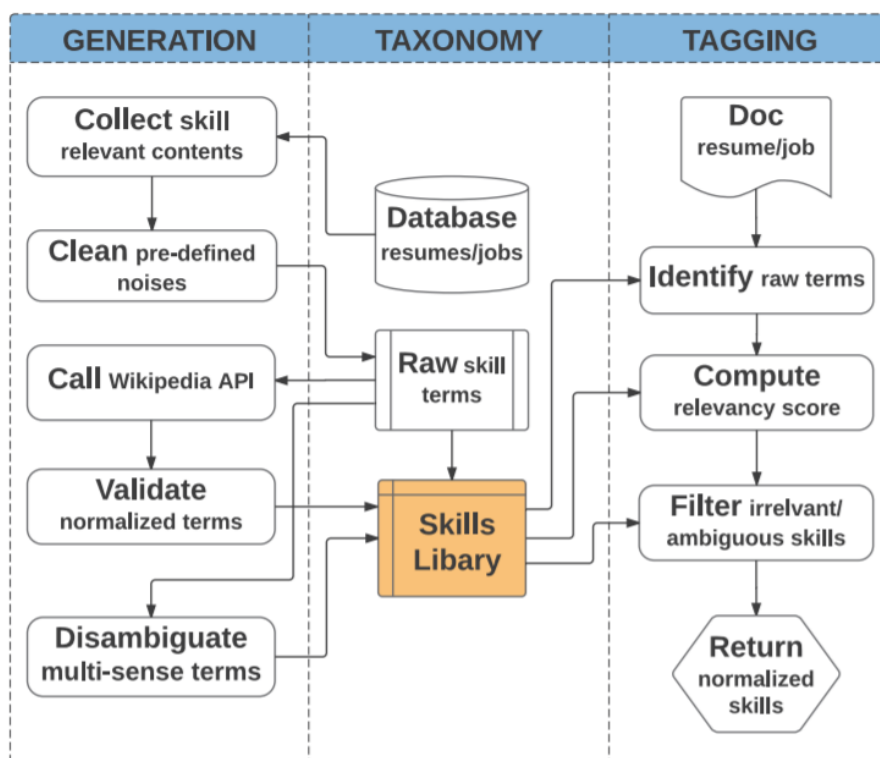 GENERATION
TAXONOMY
TAGGING
Collect skill
relevant contents
Clean pre-defined
noises
Call Wikipedia API
Validate
normalized terms
Disambiguate
multi-sense terms
Database
resumes/jobs
Raw skill
terms
Skills
Libary
Doc
resume/job
Identify raw terms
Compute
relevancy score
Filter irrelvant/
ambiguous skills
Return
normalized
skills